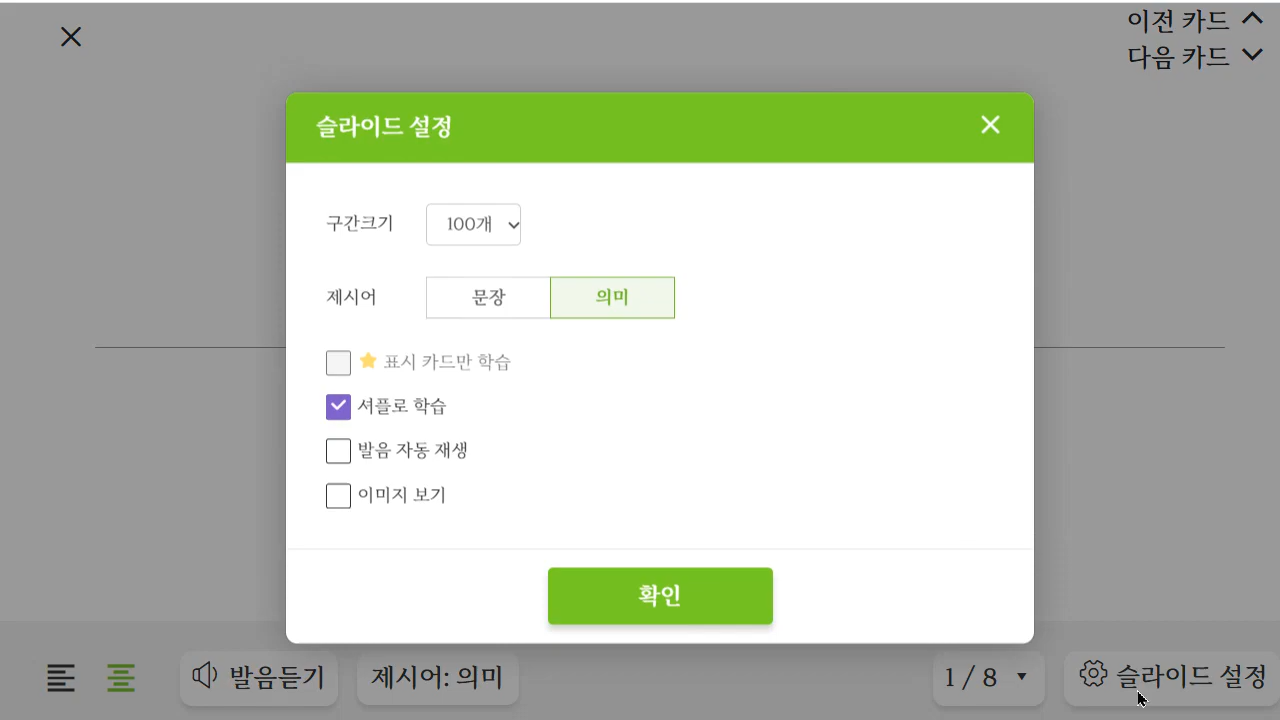 이전 카드
다음 카드
슬라이드 설정
구간크기 100개
제시어 문장 의미
표시 카드만 학습
셔플로 학습
발음 자동 재생
이미지 보기
확인
발음듣기 제시어: 의미 1 / 8 슬라이드 설정